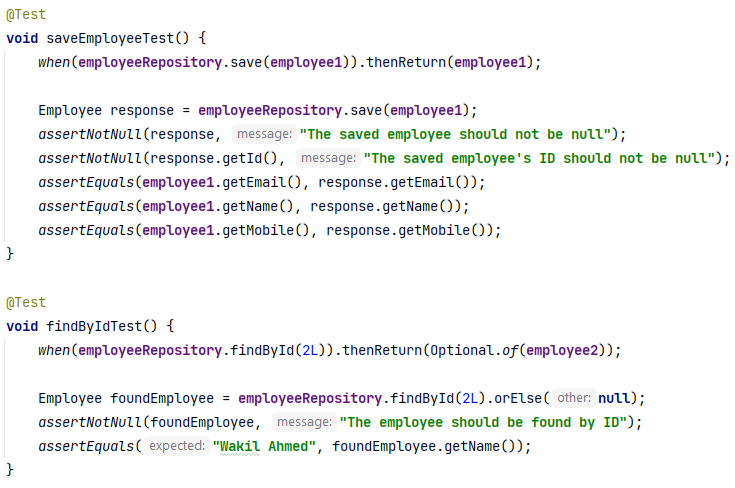 @Test
void saveEmployeeTest() {
    when(employeeRepository.save(employee1)).thenReturn(employee1);
    Employee response = employeeRepository.save(employee1);
    assertNotNull(response, message: "The saved employee should not be null");
    assertNotNull(response.getId(), message: "The saved employee's ID should not be null");
    assertEquals(employee1.getEmail(), response.getEmail());
    assertEquals(employee1.getName(), response.getName());
    assertEquals(employee1.getMobile(), response.getMobile());
}
@Test
void findByIdTest() {
    when(employeeRepository.findById(2L)).thenReturn(Optional.of(employee2));
    Employee foundEmployee = employeeRepository.findById(2L).orElse( other: null);
    assertNotNull(foundEmployee, message: "The employee should be found by ID");
    assertEquals( expected: "Wakil Ahmed", foundEmployee.getName());
}